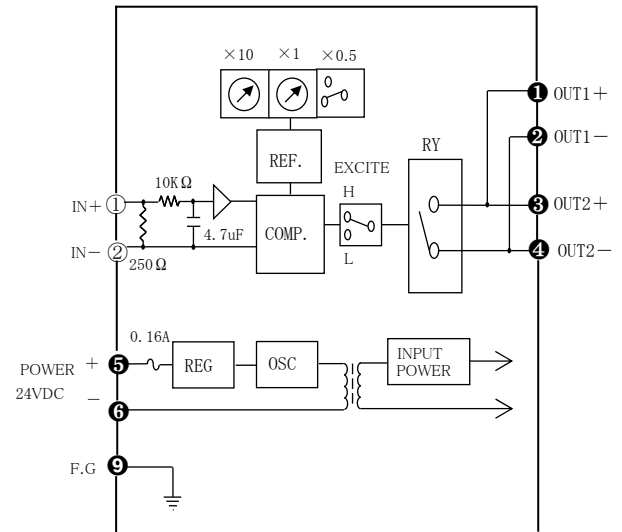 ×10 ×1 ×0.5
1 OUT1+
2 OUT1-
RY
REF.
EXCITE
10KΩ
H
IN+ 1
3 OUT2+
COMP.
4.7uF
IN- 2
4 OUT2-
250Ω
L
0.16A
INPUT
POWER
POWER + 5
REG
OSC
24VDC
- 6
F.G 9